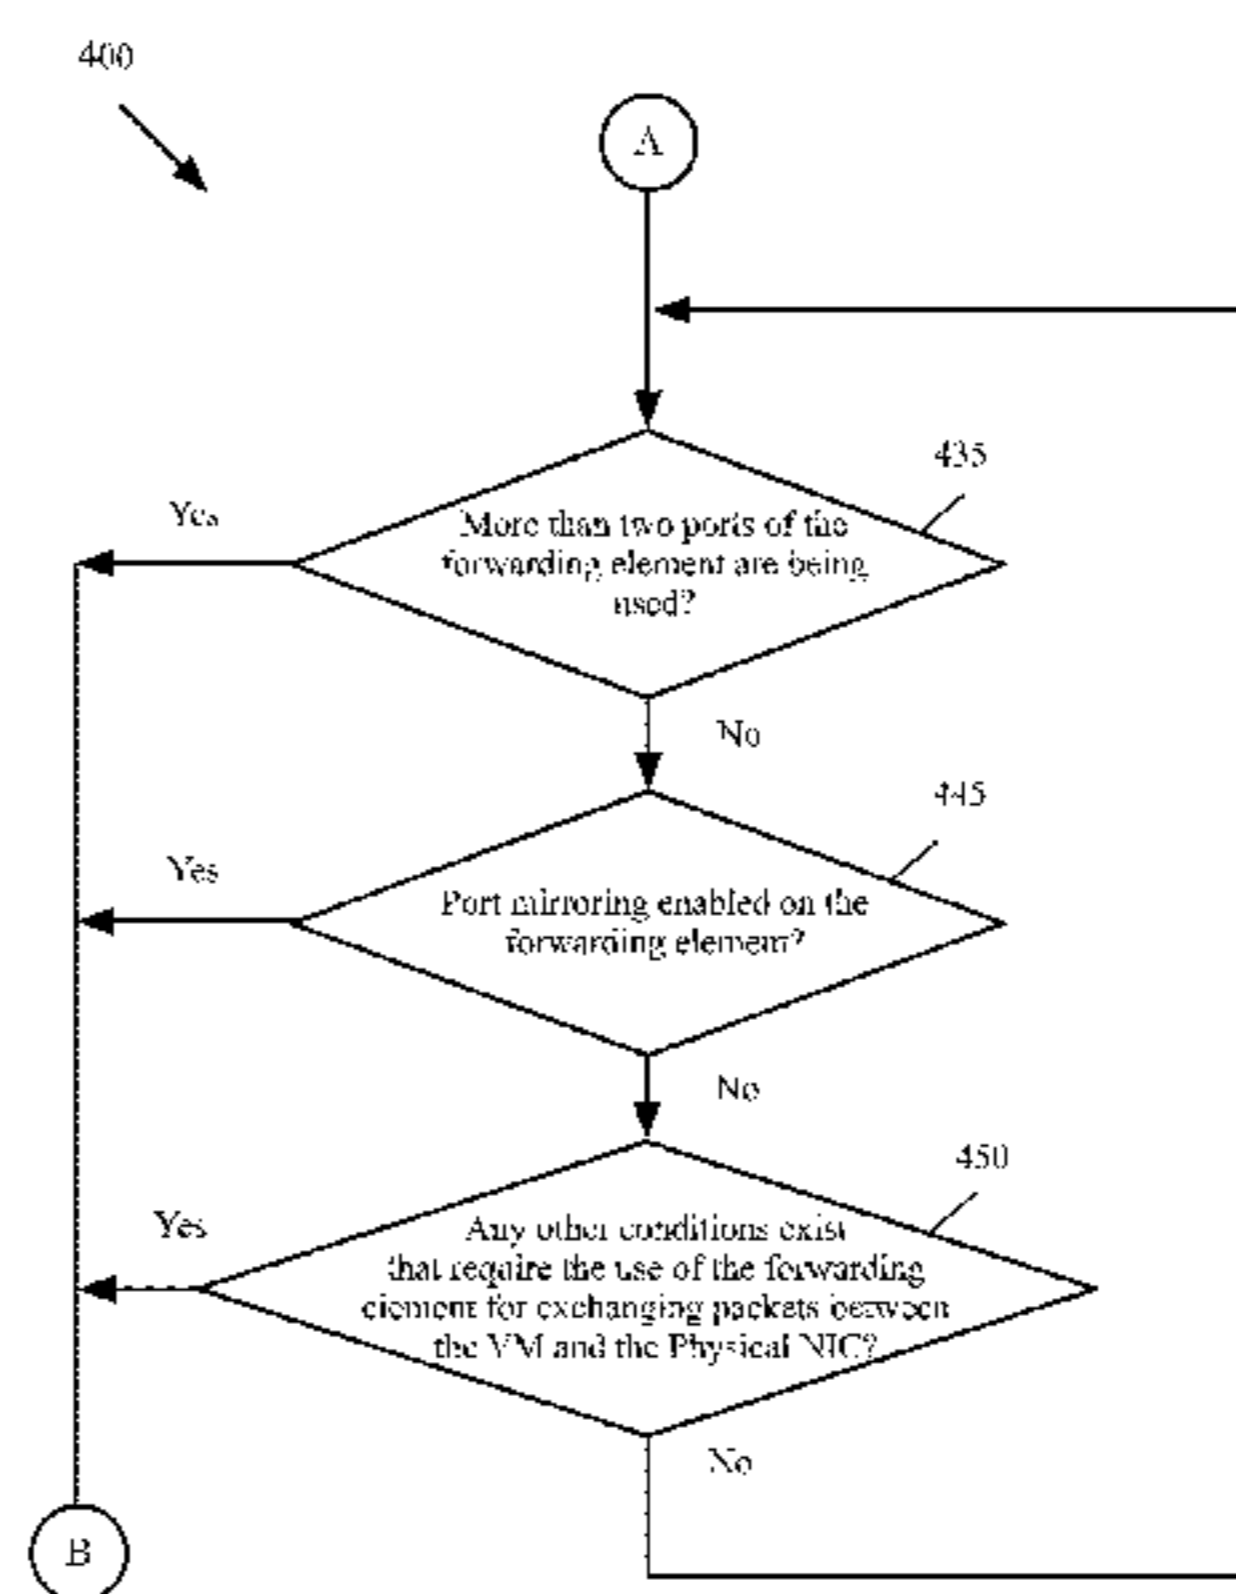 400
A
435
Yes
More than two ports of the
forwarding element are being
used?
No
445
Yes
Port mirroring enabled on the
forwarding element?
No
450
Yes
Any other conditions exist
that require the use of the forwarding
element for exchanging packets between
the VM and the Physical NIC?
No
B